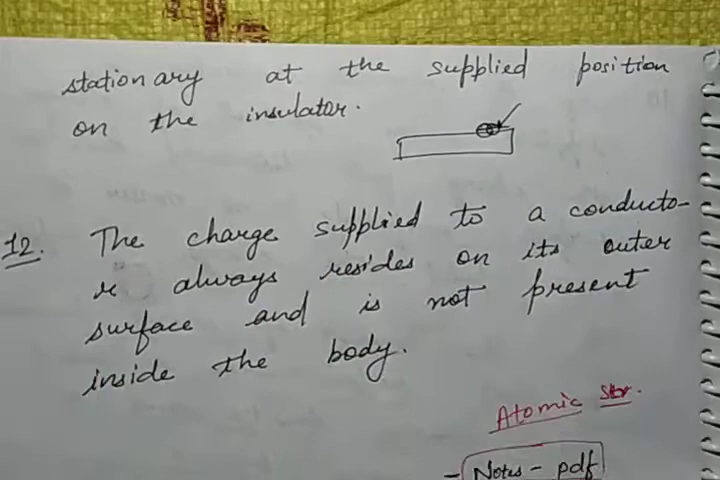 stationary at the supplied position
on the insulator.
12. The charge supplied to a conducto-
r always resides on its outer
surface and is not present
inside the body.
Atomic Str.
- Notes - pdf